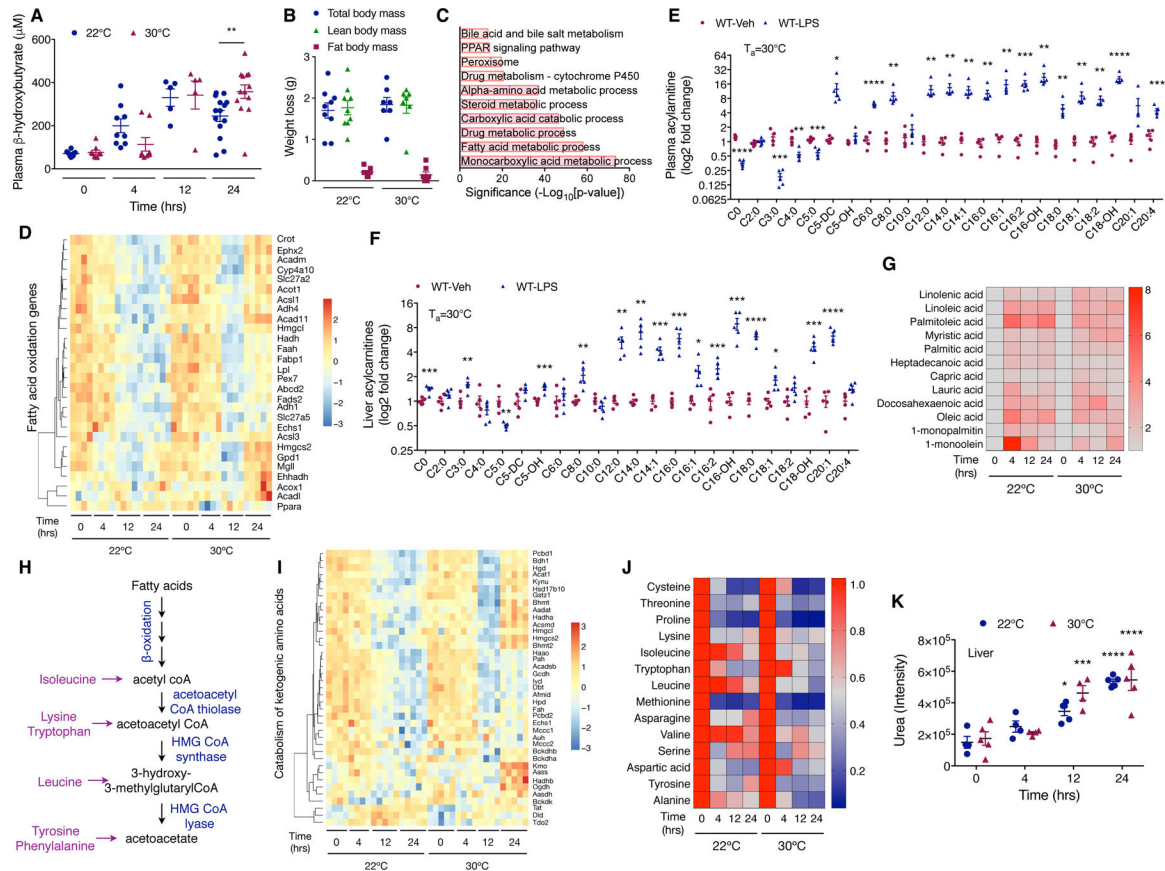 A
22°C
30°C
**
Plasma β-hydroxybutyrate (μM)
600
400
200
0
0
4
12
24
Time (hrs)
B
Total body mass
Lean body mass
Fat body mass
Weight loss (g)
4
3
2
1
0
22°C
30°C
C
Bile acid and bile salt metabolism
PPAR signaling pathway
Peroxisome
Drug metabolism - cytochrome P450
Alpha-amino acid metabolic process
Steroid metabolic process
Carboxylic acid catabolic process
Drug metabolic process
Fatty acid metabolic process
Monocarboxylic acid metabolic process
0 20 40 60 80
Significance (-Log10[p-value])
E
WT-Veh
WT-LPS
Ta=30°C
Plasma acylcarnitine
(log2 fold change)
64
32
16
8
4
2
1
0.5
0.25
0.125
0.0625
**** *** ** *** * **** ** ** ** ** ** ** *** ** ** ** *** **** ***
C0 C2:0 C3:0 C4:0 C5:0 C5-DC C5-OH C6:0 C8:0 C10:0 C12:0 C14:0 C14:1 C16:0 C16:1 C16:2 C16-OH C18:0 C18:1 C18:2 C18-OH C20:1 C20:4
D
Fatty acid oxidation genes
Crot
Ephx2
Acadm
Cyp4a10
Slc27a2
Acot1
Acsl1
Adh4
Acad11
Hmgcl
Hadh
Faah
Fabp1
Lpl
Pex7
Abcd2
Fads2
Adh1
Slc27a5
Echs1
Acsl3
Hmgcs2
Gpd1
Mgll
Ehhadh
Acox1
Acadl
Ppara
2
1
0
−1
−2
−3
Time
(hrs)
0 4 12 24 0 4 12 24
22°C 30°C
F
WT-Veh
WT-LPS
Ta=30°C
Liver acylcarnitines
(log2 fold change)
16
8
4
2
1
0.5
0.25
*** ** ** *** ** ** ** *** *** * *** *** **** * *** ****
C0 C2:0 C3:0 C4:0 C5:0 C5-DC C5-OH C6:0 C8:0 C10:0 C12:0 C14:0 C14:1 C16:0 C16:1 C16:2 C16-OH C18:0 C18:1 C18:2 C18-OH C20:1 C20:4
G
Linolenic acid
Linoleic acid
Palmitoleic acid
Myristic acid
Palmitic acid
Heptadecanoic acid
Capric acid
Lauric acid
Docosahexaenoic acid
Oleic acid
1-monopalmitin
1-monoolein
8
6
4
2
Time
(hrs)
4 12 24 4 12 24
22°C 30°C
H
Fatty acids
β-oxidation
Isoleucine
acetyl coA
acetoacetyl
CoA thiolase
Lysine
Tryptophan
acetoacetyl CoA
HMG CoA
synthase
Leucine
3-hydroxy-
3-methylglutarylCoA
HMG CoA
lyase
Tyrosine
Phenylalanine
acetoacetate
I
Catabolism of ketogenic amino acids
Pcbd1
Bdh1
Hgd
Acat1
Kynu
Hsd17b10
Gatz1
Bhmt
Aadat
Hadha
Acsmd
Hmgcl
Hmgcs2
Bhmt2
Haao
Pah
Acadsb
Gcdh
Ivd
Dbt
Afmid
Hpd
Fah
Pcbd2
Echs1
Mccc1
Auh
Mccc2
Bckdhb
Bckdha
Kmo
Aass
Hadhb
Ogdh
Aasdh
Bckdk
Tat
Dld
Tdo2
3
2
1
0
−1
−2
−3
Time
(hrs)
0 4 12 24 0 4 12 24
22°C 30°C
J
Cysteine
Threonine
Proline
Lysine
Isoleucine
Tryptophan
Leucine
Methionine
Asparagine
Valine
Serine
Aspartic acid
Tyrosine
Alanine
1.0
0.8
0.6
0.4
0.2
0.0
Time
(hrs)
0 4 12 24 0 4 12 24
22°C 30°C
K
22°C
30°C
Liver
* *** **** ****
Urea (Intensity)
8×10⁵
6×10⁵
4×10⁵
2×10⁵
0
0 4 12 24
Time (hrs)